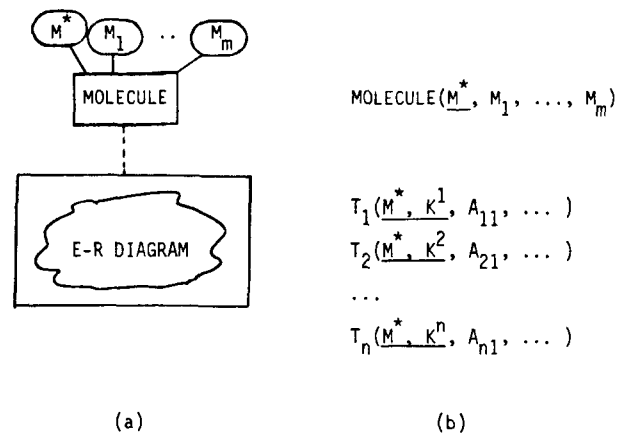 M* M₁ .. Mₘ
MOLECULE
E-R DIAGRAM
(a)
MOLECULE(M*, M₁, ..., Mₘ)
T₁(M*, K¹, A₁₁, ... )
T₂(M*, K², A₂₁, ... )
...
Tₙ(M*, Kⁿ, Aₙ₁, ... )
(b)